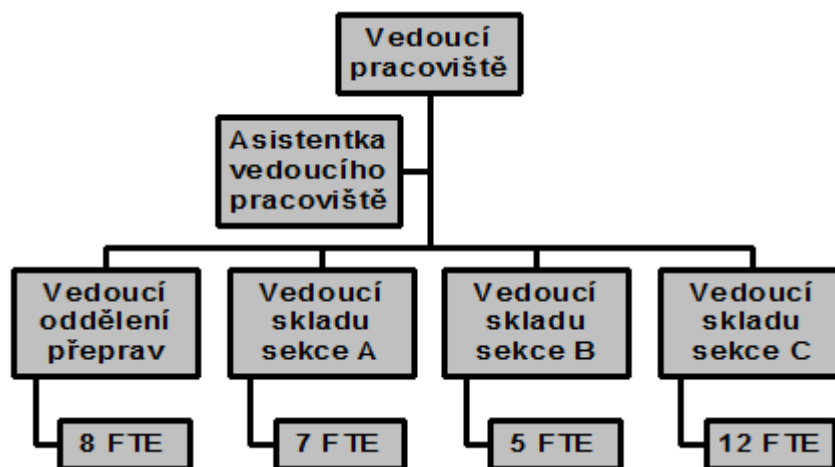 Vedoucí
pracoviště
Asistentka
vedoucího
pracoviště
Vedoucí
oddělení
přeprav
Vedoucí
skladu
sekce A
Vedoucí
skladu
sekce B
Vedoucí
skladu
sekce C
8 FTE
7 FTE
5 FTE
12 FTE